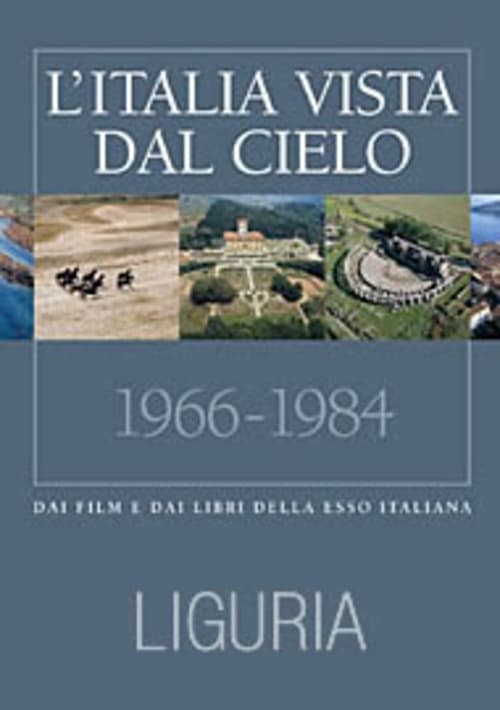 L'ITALIA VISTA
DAL CIELO
1966-1984
DAI FILM E DAI LIBRI DELLA ESSO ITALIANA
LIGURIA